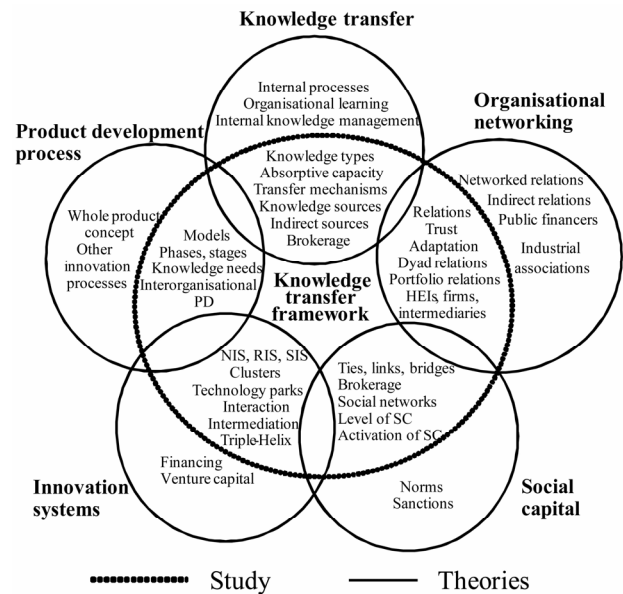 Knowledge transfer
Internal processes
Organisational learning
Internal knowledge management
Organisational
networking
Product development
process
Knowledge types
Absorptive capacity
Transfer mechanisms
Knowledge sources
Indirect sources
Brokerage
Networked relations
Indirect relations
Public financers
Industrial
associations
Whole product
concept
Other
innovation
processes
Models
Phases, stages
Knowledge needs
Interorganisational
PD
Relations
Trust
Adaptation
Dyad relations
Portfolio relations
HEIs, firms,
intermediaries
Knowledge
transfer
framework
NIS, RIS, SIS
Clusters
Technology parks
Interaction
Intermediation
Triple-Helix
Ties, links, bridges
Brokerage
Social networks
Level of SC
Activation of SC
Financing
Venture capital
Norms
Sanctions
Innovation
systems
Social
capital
Study
Theories